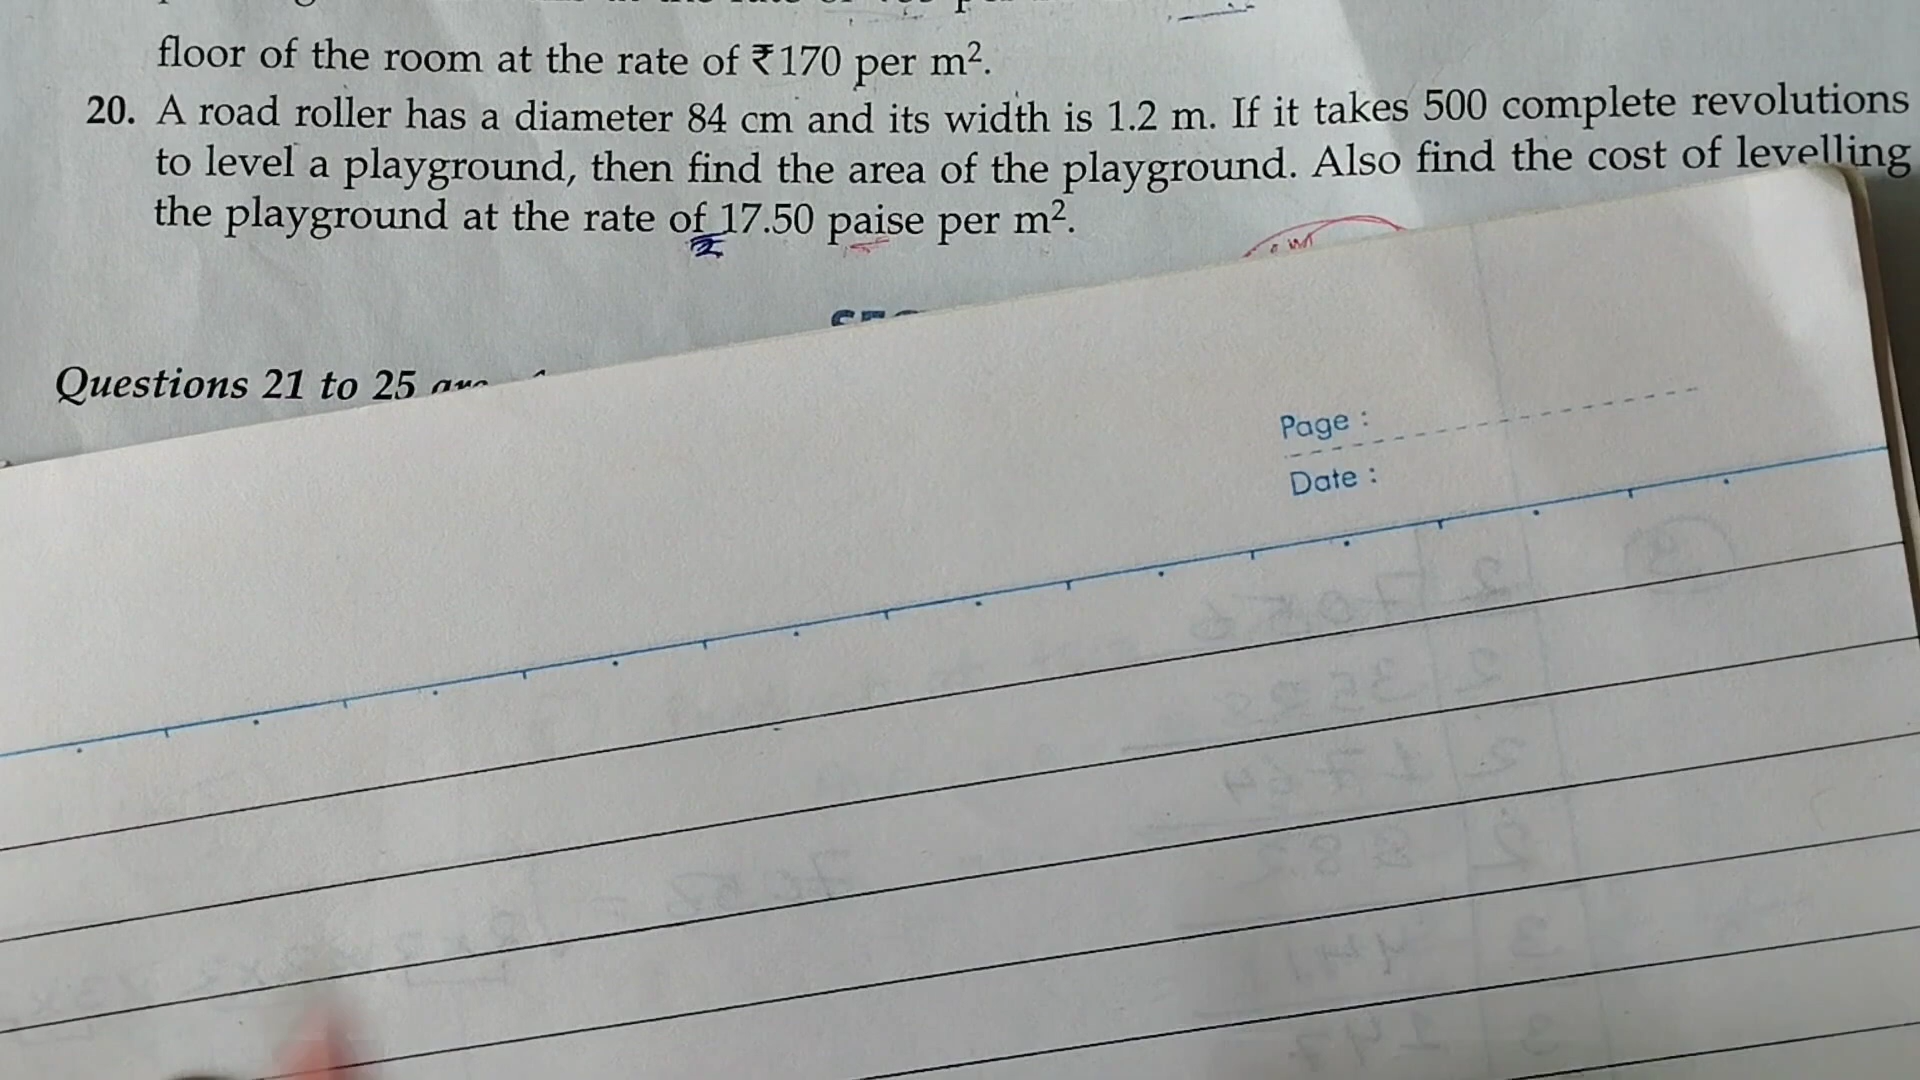 floor of the room at the rate of ₹170 per m².
20. A road roller has a diameter 84 cm and its width is 1.2 m. If it takes 500 complete revolutions
to level a playground, then find the area of the playground. Also find the cost of levelling
the playground at the rate of 17.50 paise per m².
Questions 21 to 25
Page :
Date :